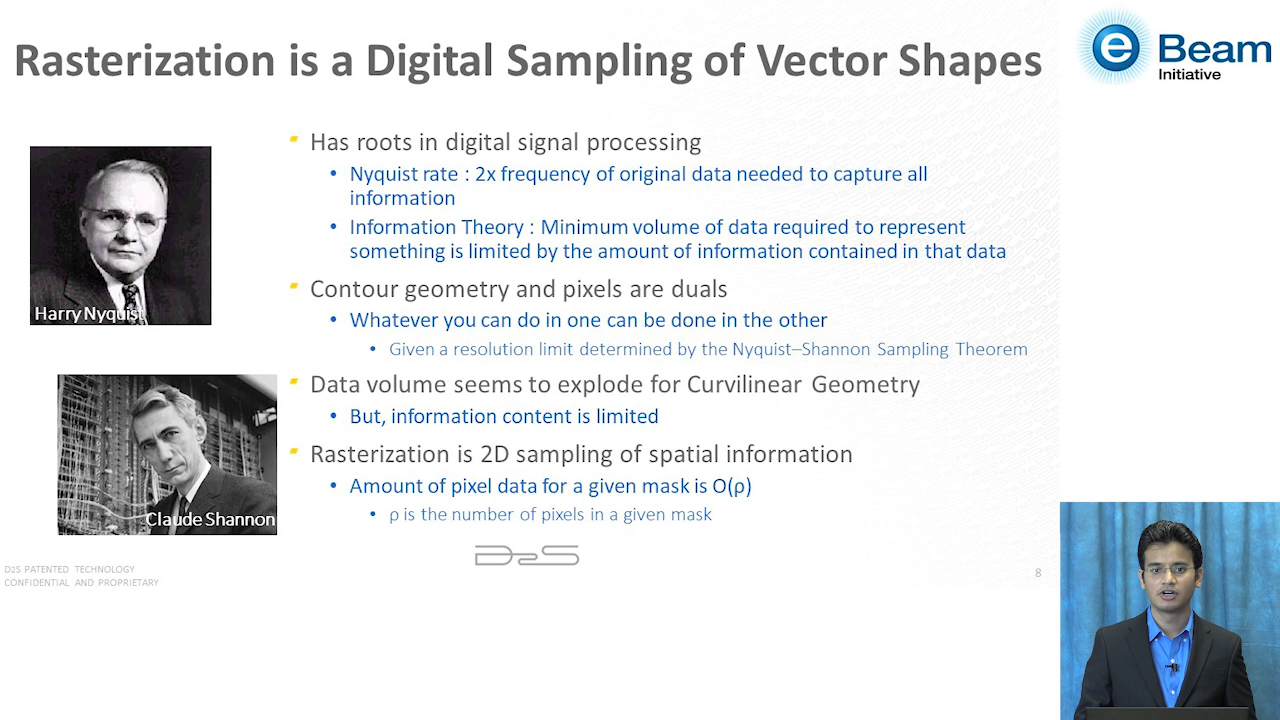 Rasterization is a Digital Sampling of Vector Shapes
e Beam
Initiative
Has roots in digital signal processing
• Nyquist rate : 2x frequency of original data needed to capture all
information
• Information Theory : Minimum volume of data required to represent
something is limited by the amount of information contained in that data
Harry Nyquist
Contour geometry and pixels are duals
• Whatever you can do in one can be done in the other
• Given a resolution limit determined by the Nyquist–Shannon Sampling Theorem
Data volume seems to explode for Curvilinear Geometry
• But, information content is limited
Rasterization is 2D sampling of spatial information
• Amount of pixel data for a given mask is O(ρ)
• ρ is the number of pixels in a given mask
Claude Shannon
D2S
D2S PATENTED TECHNOLOGY
CONFIDENTIAL AND PROPRIETARY
8